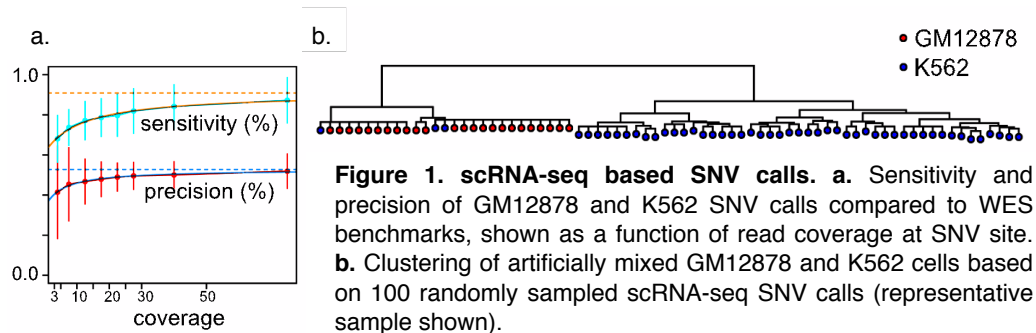 a.
b.
GM12878
K562
1.0
sensitivity (%)
precision (%)
0.0
3 10 20 30 50
coverage
Figure 1. scRNA-seq based SNV calls. a. Sensitivity and
precision of GM12878 and K562 SNV calls compared to WES
benchmarks, shown as a function of read coverage at SNV site.
b. Clustering of artificially mixed GM12878 and K562 cells based
on 100 randomly sampled scRNA-seq SNV calls (representative
sample shown).